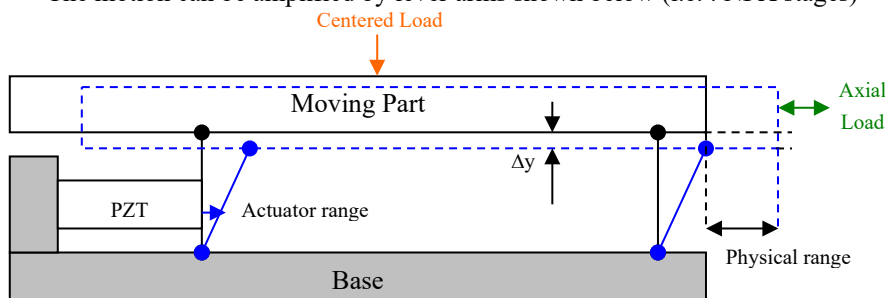 Centered Load
Moving Part
Axial
Load
Δy
PZT
Actuator range
Physical range
Base